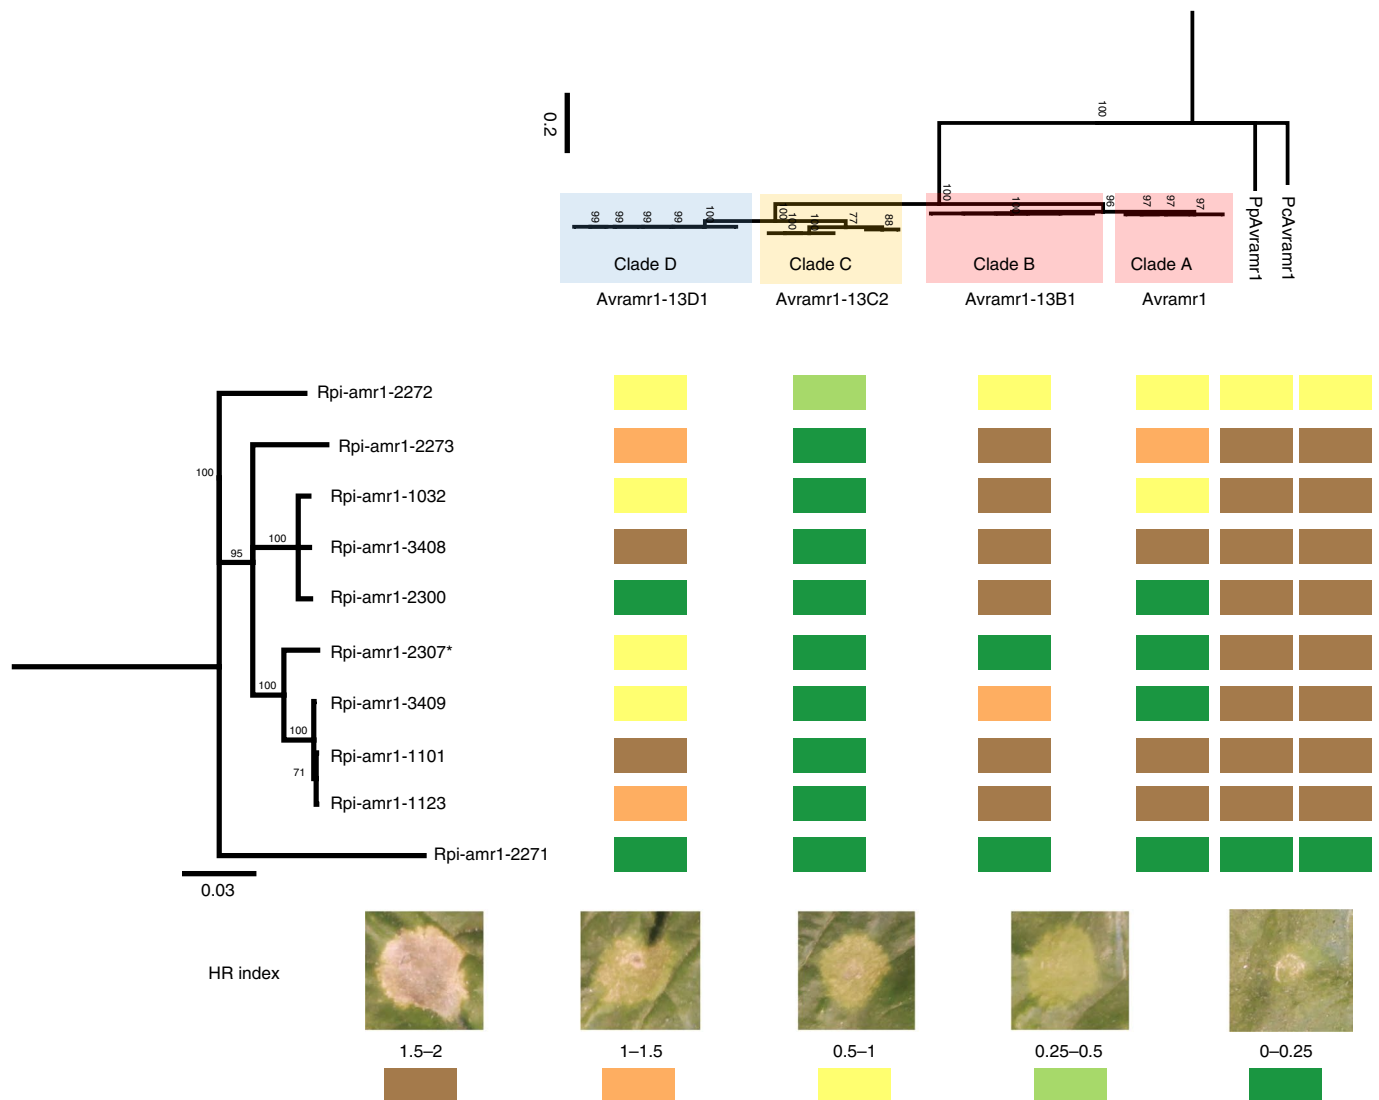 100
0.2
100
96
97
97
97
100
99
99
99
99
100
100
100
100
77
88
PpAvramr1
PcAvramr1
Clade D
Clade C
Clade B
Clade A
Avramr1-13D1
Avramr1-13C2
Avramr1-13B1
Avramr1
Rpi-amr1-2272
Rpi-amr1-2273
100
Rpi-amr1-1032
100
Rpi-amr1-3408
95
Rpi-amr1-2300
Rpi-amr1-2307*
100
Rpi-amr1-3409
100
Rpi-amr1-1101
71
Rpi-amr1-1123
Rpi-amr1-2271
0.03
HR index
1.5–2
1–1.5
0.5–1
0.25–0.5
0–0.25